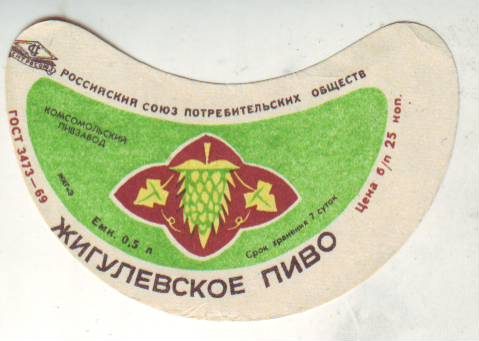 ЦЕНТРОСОЮЗ
РОССИЙСКИЙ СОЮЗ ПОТРЕБИТЕЛЬСКИХ ОБЩЕСТВ
КОМСОМОЛЬСКИЙ
ПИВЗАВОД
ГОСТ 3473—69
Емк. 0,5 л
Срок хранения 7 суток
Цена б/п 25 коп.
ЖИГУЛЕВСКОЕ ПИВО